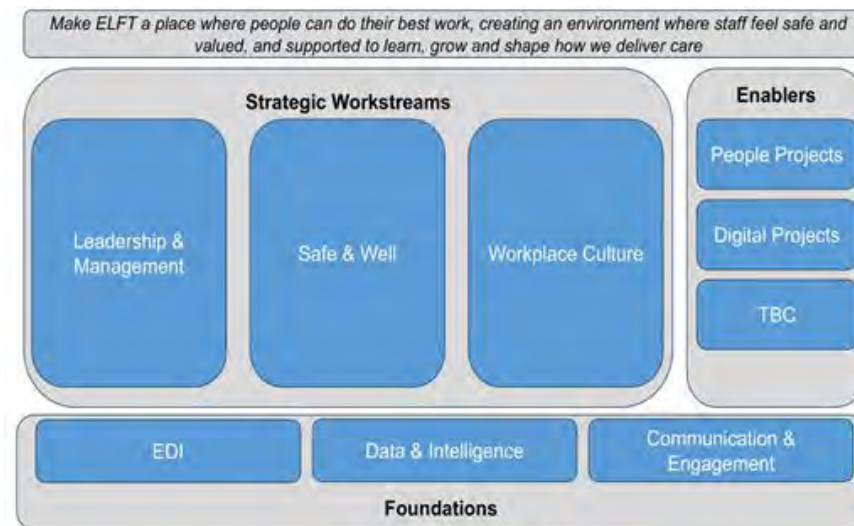 Make ELFT a place where people can do their best work, creating an environment where staff feel safe and
valued, and supported to learn, grow and shape how we deliver care
Strategic Workstreams
Leadership &
Management
Safe & Well
Workplace Culture
Enablers
People Projects
Digital Projects
TBC
EDI
Data & Intelligence
Communication &
Engagement
Foundations